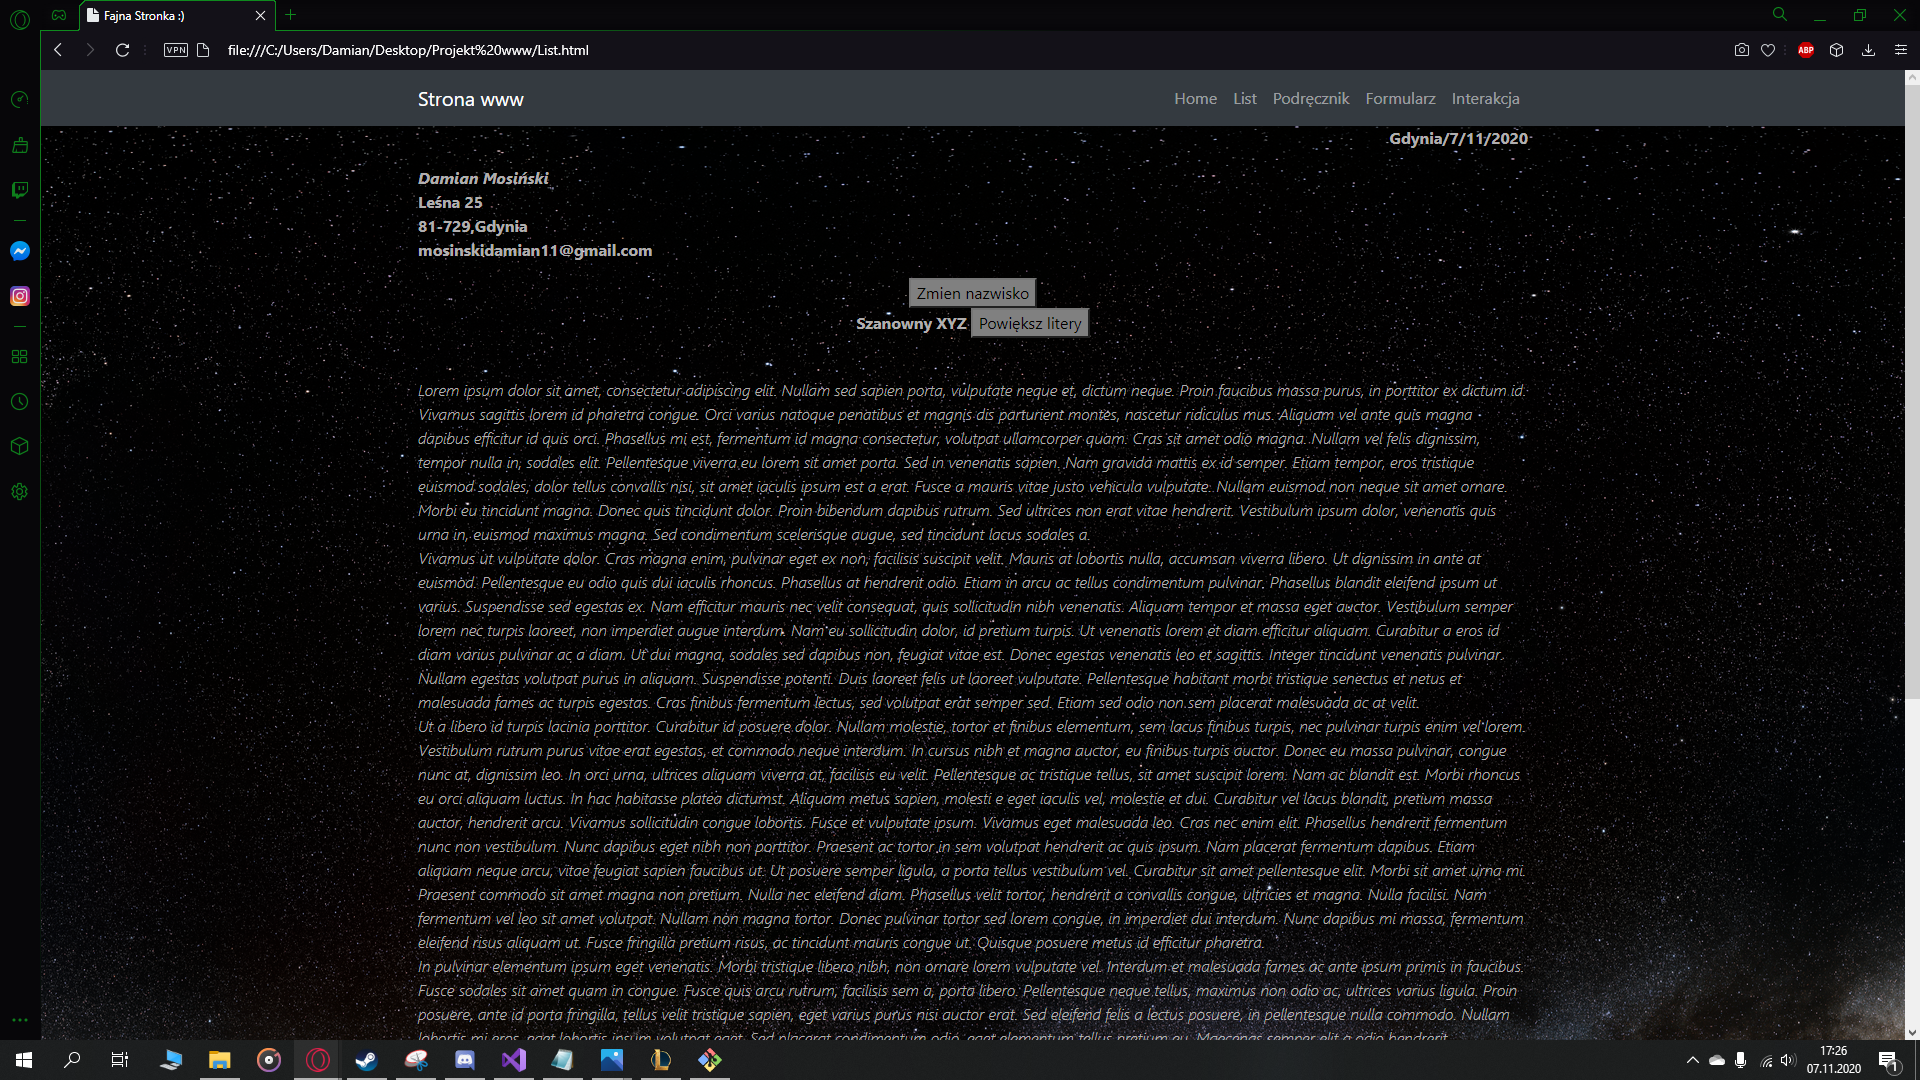 Fajna Stronka :)
VPN
file:///C:/Users/Damian/Desktop/Projekt%20www/List.html
ABP
Strona www
Home List Podręcznik Formularz Interakcja
Gdynia/7/11/2020
Damian Mosiński
Leśna 25
81-729,Gdynia
mosinskidamian11@gmail.com
Zmien nazwisko
Szanowny XYZ Powiększ litery
Lorem ipsum dolor sit amet, consectetur adipiscing elit. Nullam sed sapien porta, vulputate neque et, dictum neque. Proin faucibus massa purus, in porttitor ex dictum id.
Vivamus sagittis lorem id pharetra congue. Orci varius natoque penatibus et magnis dis parturient montes, nascetur ridiculus mus. Aliquam vel ante quis magna
dapibus efficitur id quis orci. Phasellus mi est, fermentum id magna consectetur, volutpat ullamcorper quam. Cras sit amet odio magna. Nullam vel felis dignissim,
tempor nulla in, sodales elit. Pellentesque viverra eu lorem sit amet porta. Sed in venenatis sapien. Nam gravida mattis ex id semper. Etiam tempor, eros tristique
euismod sodales, dolor tellus convallis nisi, sit amet iaculis ipsum est a erat. Fusce a mauris vitae justo vehicula vulputate. Nullam euismod non neque sit amet ornare.
Morbi eu tincidunt magna. Donec quis tincidunt dolor. Proin bibendum dapibus rutrum. Sed ultrices non erat vitae hendrerit. Vestibulum ipsum dolor, venenatis quis
urna in, euismod maximus magna. Sed condimentum scelerisque augue, sed tincidunt lacus sodales a.
Vivamus ut vulputate dolor. Cras magna enim, pulvinar eget ex non, facilisis suscipit velit. Mauris at lobortis nulla, accumsan viverra libero. Ut dignissim in ante at
euismod. Pellentesque eu odio quis dui iaculis rhoncus. Phasellus at hendrerit odio. Etiam in arcu ac tellus condimentum pulvinar. Phasellus blandit eleifend ipsum ut
varius. Suspendisse sed egestas ex. Nam efficitur mauris nec velit consequat, quis sollicitudin nibh venenatis. Aliquam tempor et massa eget auctor. Vestibulum semper
lorem nec turpis laoreet, non imperdiet augue interdum. Nam eu sollicitudin dolor, id pretium turpis. Ut venenatis lorem et diam efficitur aliquam. Curabitur a eros id
diam varius pulvinar ac a diam. Ut dui magna, sodales sed dapibus non, feugiat vitae est. Donec egestas venenatis leo et sagittis. Integer tincidunt venenatis pulvinar.
Nullam egestas volutpat purus in aliquam. Suspendisse potenti. Duis laoreet felis ut laoreet vulputate. Pellentesque habitant morbi tristique senectus et netus et
malesuada fames ac turpis egestas. Cras finibus fermentum lectus, sed volutpat erat semper sed. Etiam sed odio non sem placerat malesuada ac at velit.
Ut a libero id turpis lacinia porttitor. Curabitur id posuere dolor. Nullam molestie, tortor et finibus elementum, sem lacus finibus turpis, nec pulvinar turpis enim vel lorem.
Vestibulum rutrum purus vitae erat egestas, et commodo neque interdum. In cursus nibh et magna auctor, eu finibus turpis auctor. Donec eu massa pulvinar, congue
nunc at, dignissim leo. In orci urna, ultrices aliquam viverra at, facilisis eu velit. Pellentesque ac tristique tellus, sit amet suscipit lorem. Nam ac blandit est. Morbi rhoncus
eu orci aliquam luctus. In hac habitasse platea dictumst. Aliquam metus sapien, molesti e eget iaculis vel, molestie et dui. Curabitur vel lacus blandit, pretium massa
auctor, hendrerit arcu. Vivamus sollicitudin congue lobortis. Fusce et vulputate ipsum. Vivamus eget malesuada leo. Cras nec enim elit. Phasellus hendrerit fermentum
nunc non vestibulum. Nunc dapibus eget nibh non porttitor. Praesent ac tortor in sem volutpat hendrerit ac quis ipsum. Nam placerat fermentum dapibus. Etiam
aliquam neque arcu, vitae feugiat sapien faucibus ut. Ut posuere semper ligula, a porta tellus vestibulum vel. Curabitur sit amet pellentesque elit. Morbi sit amet urna mi.
Praesent commodo sit amet magna non pretium. Nulla nec eleifend diam. Phasellus velit tortor, hendrerit a convallis congue, ultricies et magna. Nulla facilisi. Nam
fermentum vel leo sit amet volutpat. Nullam non magna tortor. Donec pulvinar tortor sed lorem congue, in imperdiet dui interdum. Nunc dapibus mi massa, fermentum
eleifend risus aliquam ut. Fusce fringilla pretium risus, ac tincidunt mauris congue ut. Quisque posuere metus id efficitur pharetra.
In pulvinar elementum ipsum eget venenatis. Morbi tristique libero nibh, non ornare lorem vulputate vel. Interdum et malesuada fames ac ante ipsum primis in faucibus.
Fusce sodales sit amet quam in congue. Fusce quis arcu rutrum, facilisis sem a, porta libero. Pellentesque neque tellus, maximus non odio ac, ultrices varius ligula. Proin
posuere, ante id porta fringilla, tellus velit tristique sapien, eget varius purus nisi auctor erat. Sed eleifend felis a lectus posuere, in pellentesque nulla commodo. Nullam
lobortis mi eros, eget lobortis ipsum volutpat eget. Sed placerat condimentum odio, eget elementum tellus pretium eu. Maecenas semper elit a odio hendrerit
17:26
07.11.2020
1